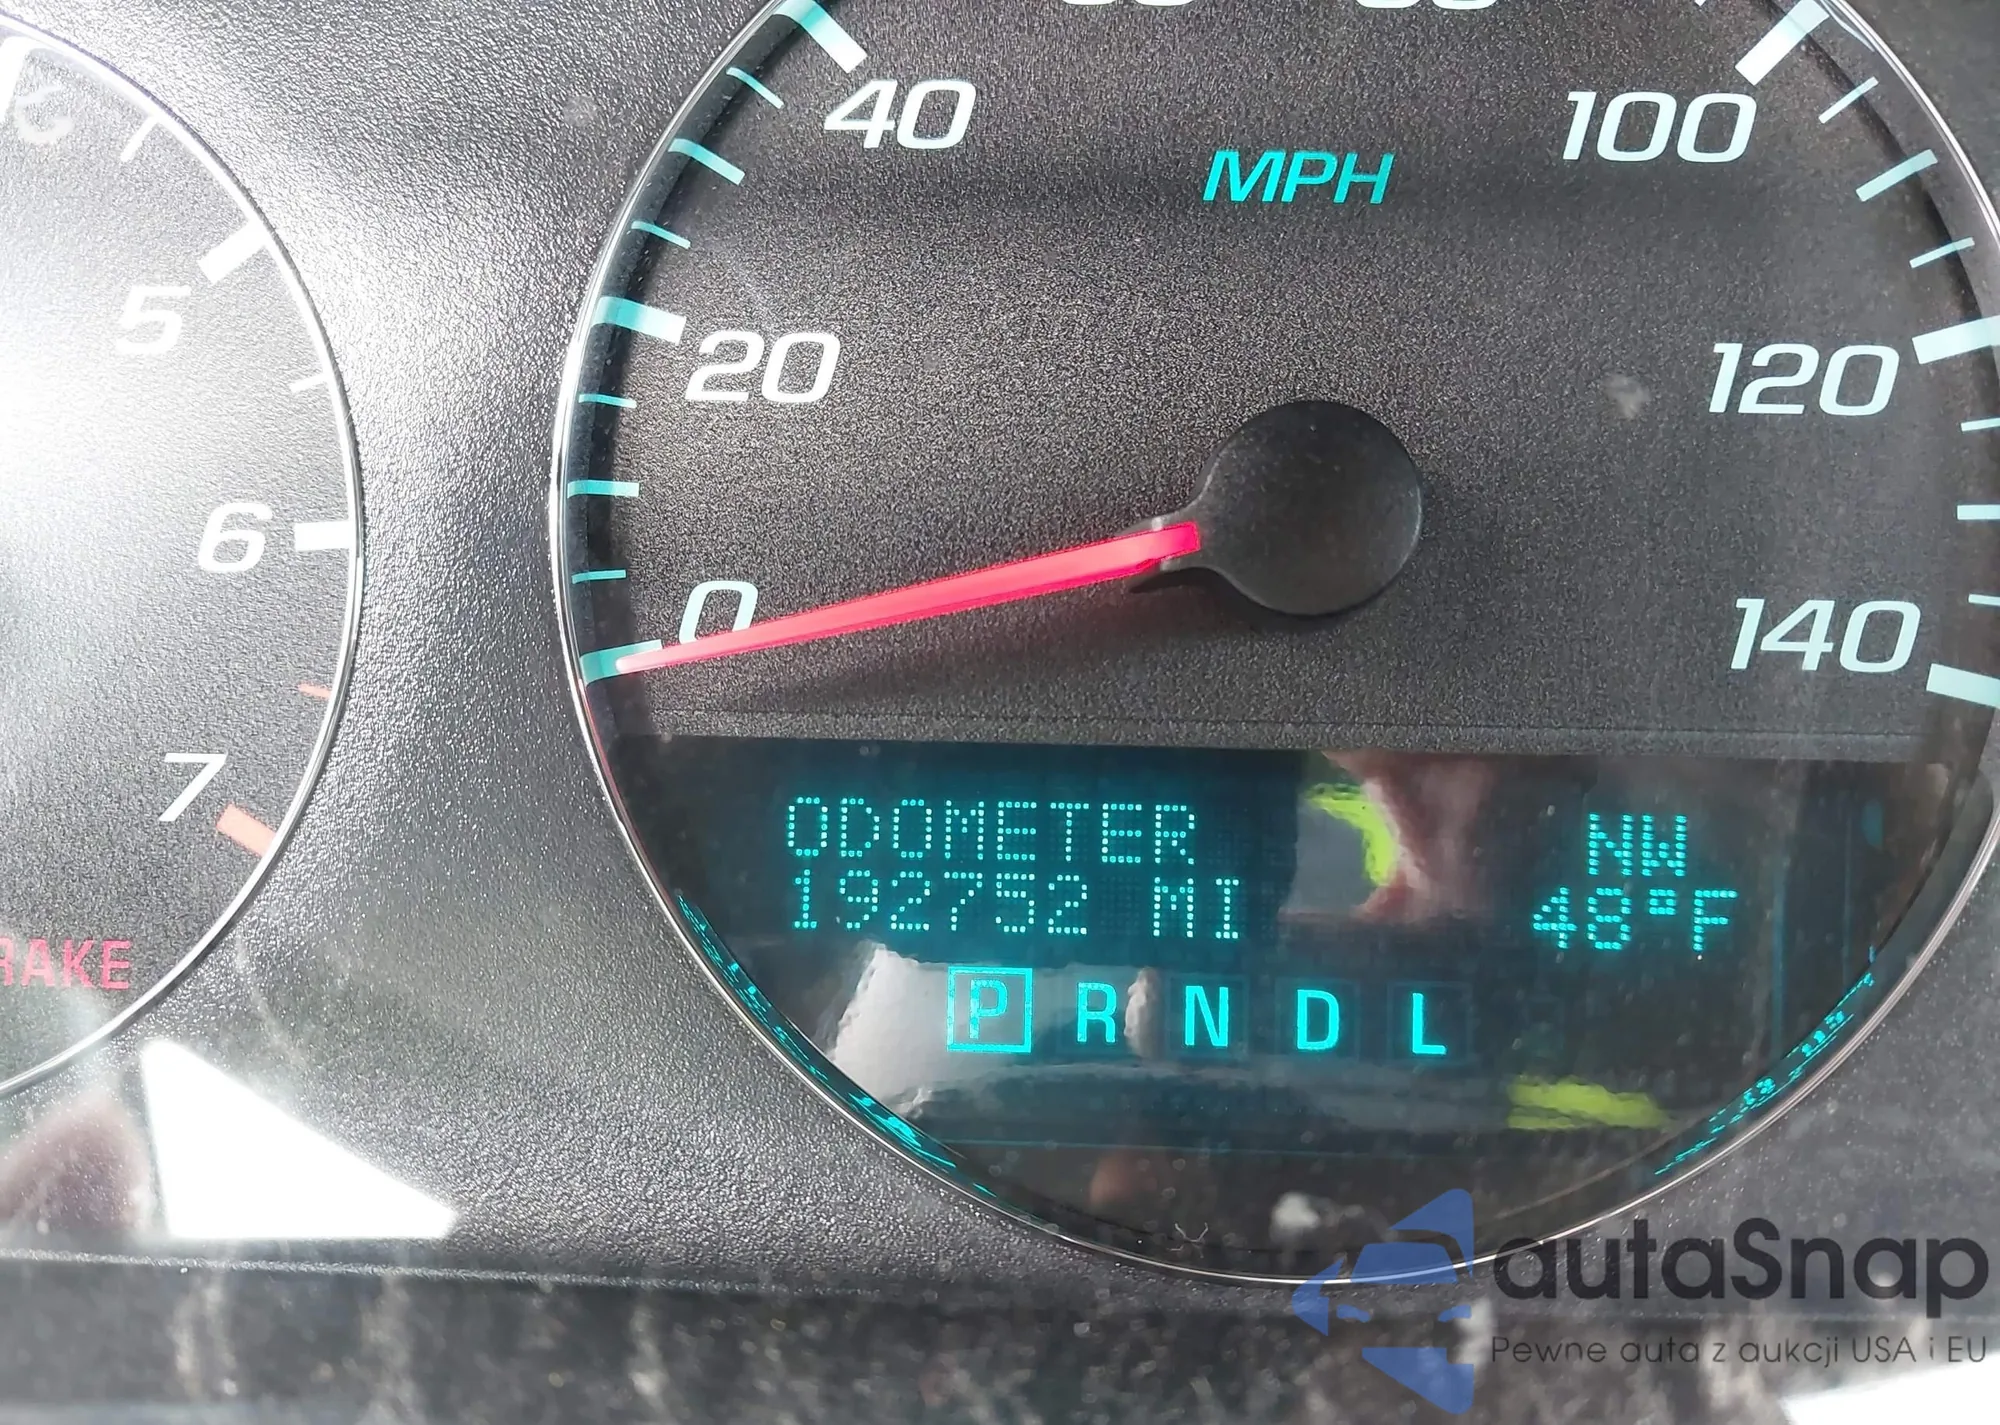 40
100
MPH
5
20
120
6
0
140
7
ODOMETER
NW
192752 MI
48°F
P R N D L
autaSnap
Pewne auta z aukcji USA i EU